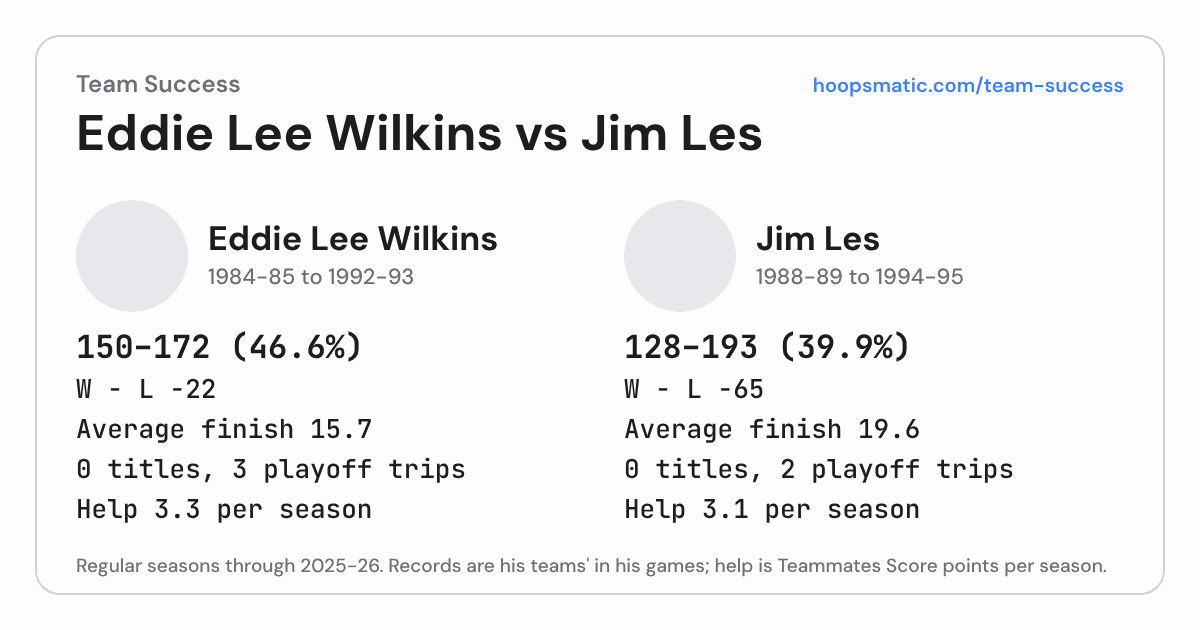 Team Success
hoopsmatic.com/team-success
Eddie Lee Wilkins vs Jim Les
Eddie Lee Wilkins
1984-85 to 1992-93
150-172 (46.6%)
W - L -22
Average finish 15.7
0 titles, 3 playoff trips
Help 3.3 per season
Jim Les
1988-89 to 1994-95
128-193 (39.9%)
W - L -65
Average finish 19.6
0 titles, 2 playoff trips
Help 3.1 per season
Regular seasons through 2025-26. Records are his teams' in his games; help is Teammates Score points per season.